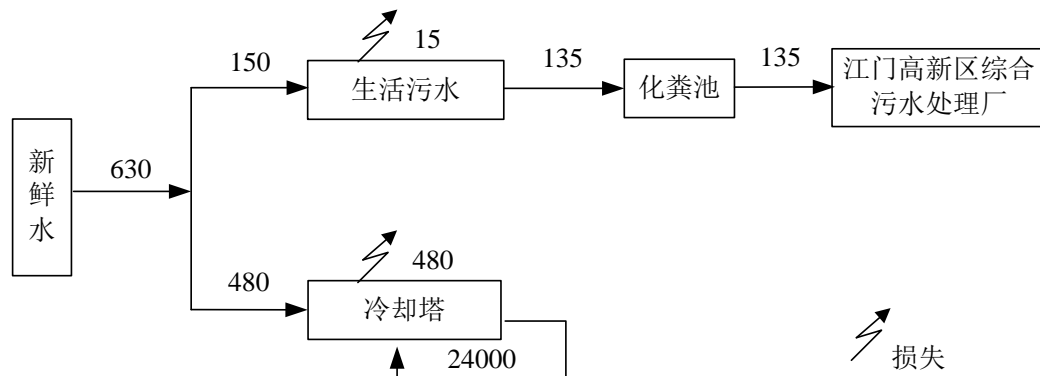 15
150
生活污水
135
化粪池
135
江门高新区综合
污水处理厂
新
鲜
水
630
480
480
冷却塔
24000
损失